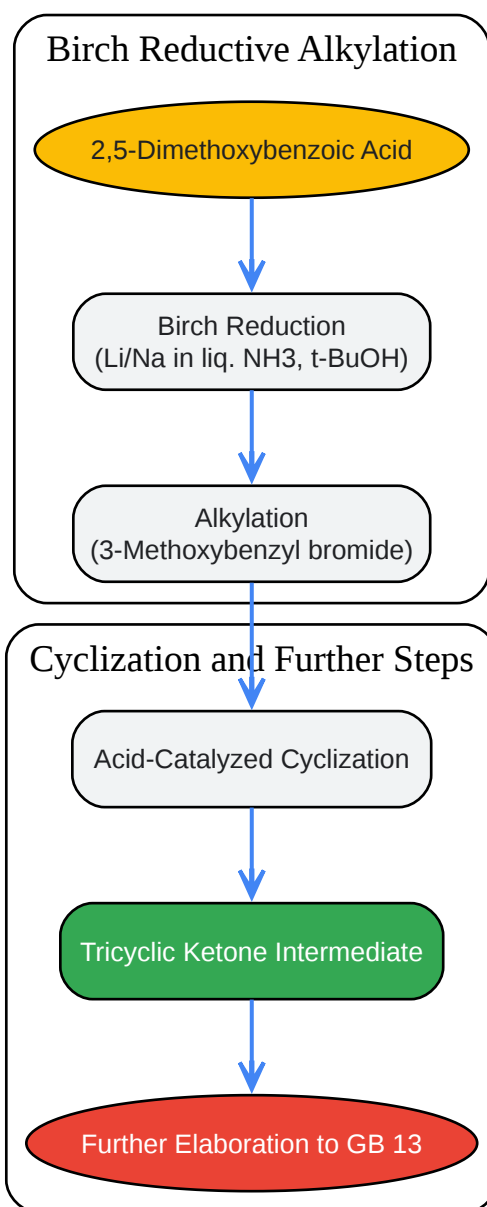 Birch Reductive Alkylation
2,5-Dimethoxybenzoic Acid
Birch Reduction
(Li/Na in liq. NH3, t-BuOH)
Alkylation
(3-Methoxybenzyl bromide)
Cyclization and Further Steps
Acid-Catalyzed Cyclization
Tricyclic Ketone Intermediate
Further Elaboration to GB 13